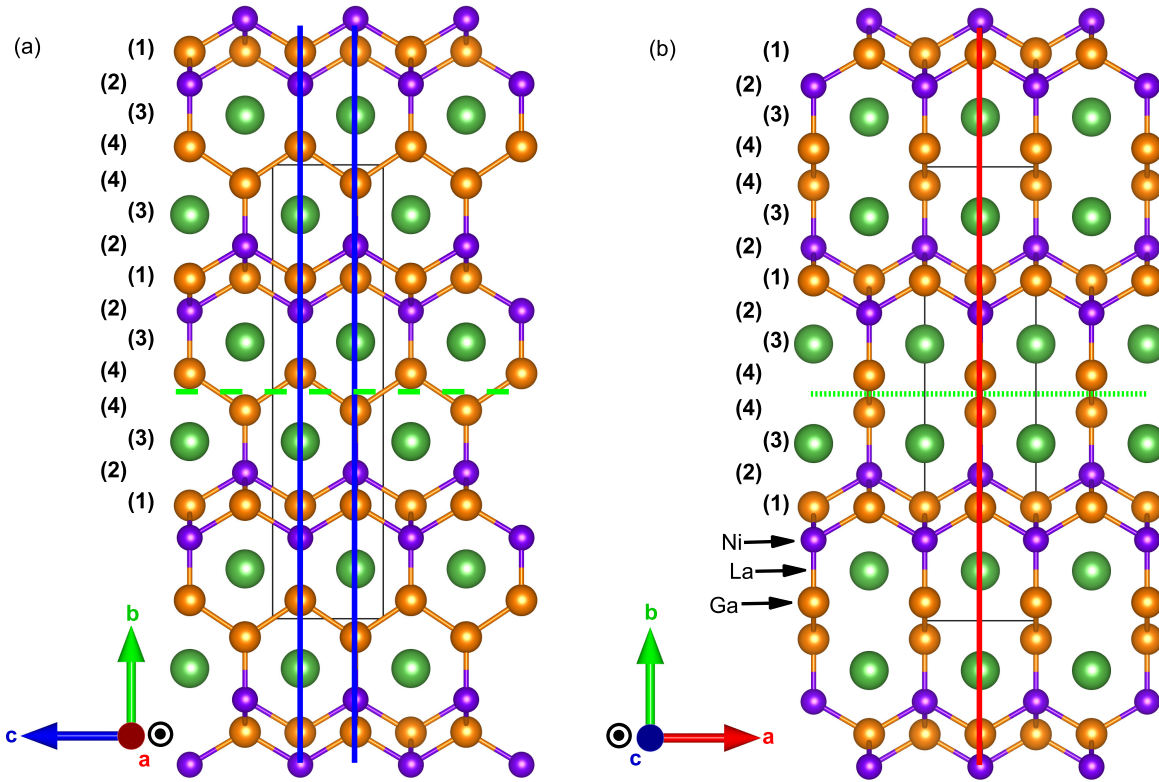 (a)
(1)
(2)
(3)
(4)
(4)
(3)
(2)
(1)
(2)
(3)
(4)
(4)
(3)
(2)
(1)
b
c
a
(b)
(1)
(2)
(3)
(4)
(4)
(3)
(2)
(1)
(2)
(3)
(4)
(4)
(3)
(2)
(1)
Ni
La
Ga
b
a
c